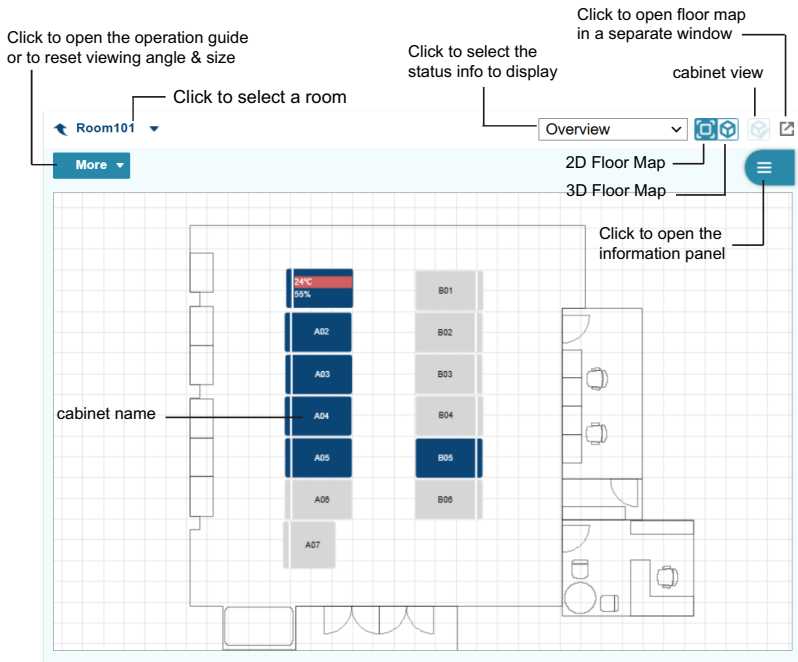 Click to open floor map
in a separate window
Click to open the operation guide
or to reset viewing angle & size
Click to select the
status info to display
cabinet view
Click to select a room
Room101
Overview
More
2D Floor Map
3D Floor Map
Click to open the
information panel
24℃
55%
B01
A02
B02
A03
B03
cabinet name
A04
B04
A05
B05
A06
B06
A07